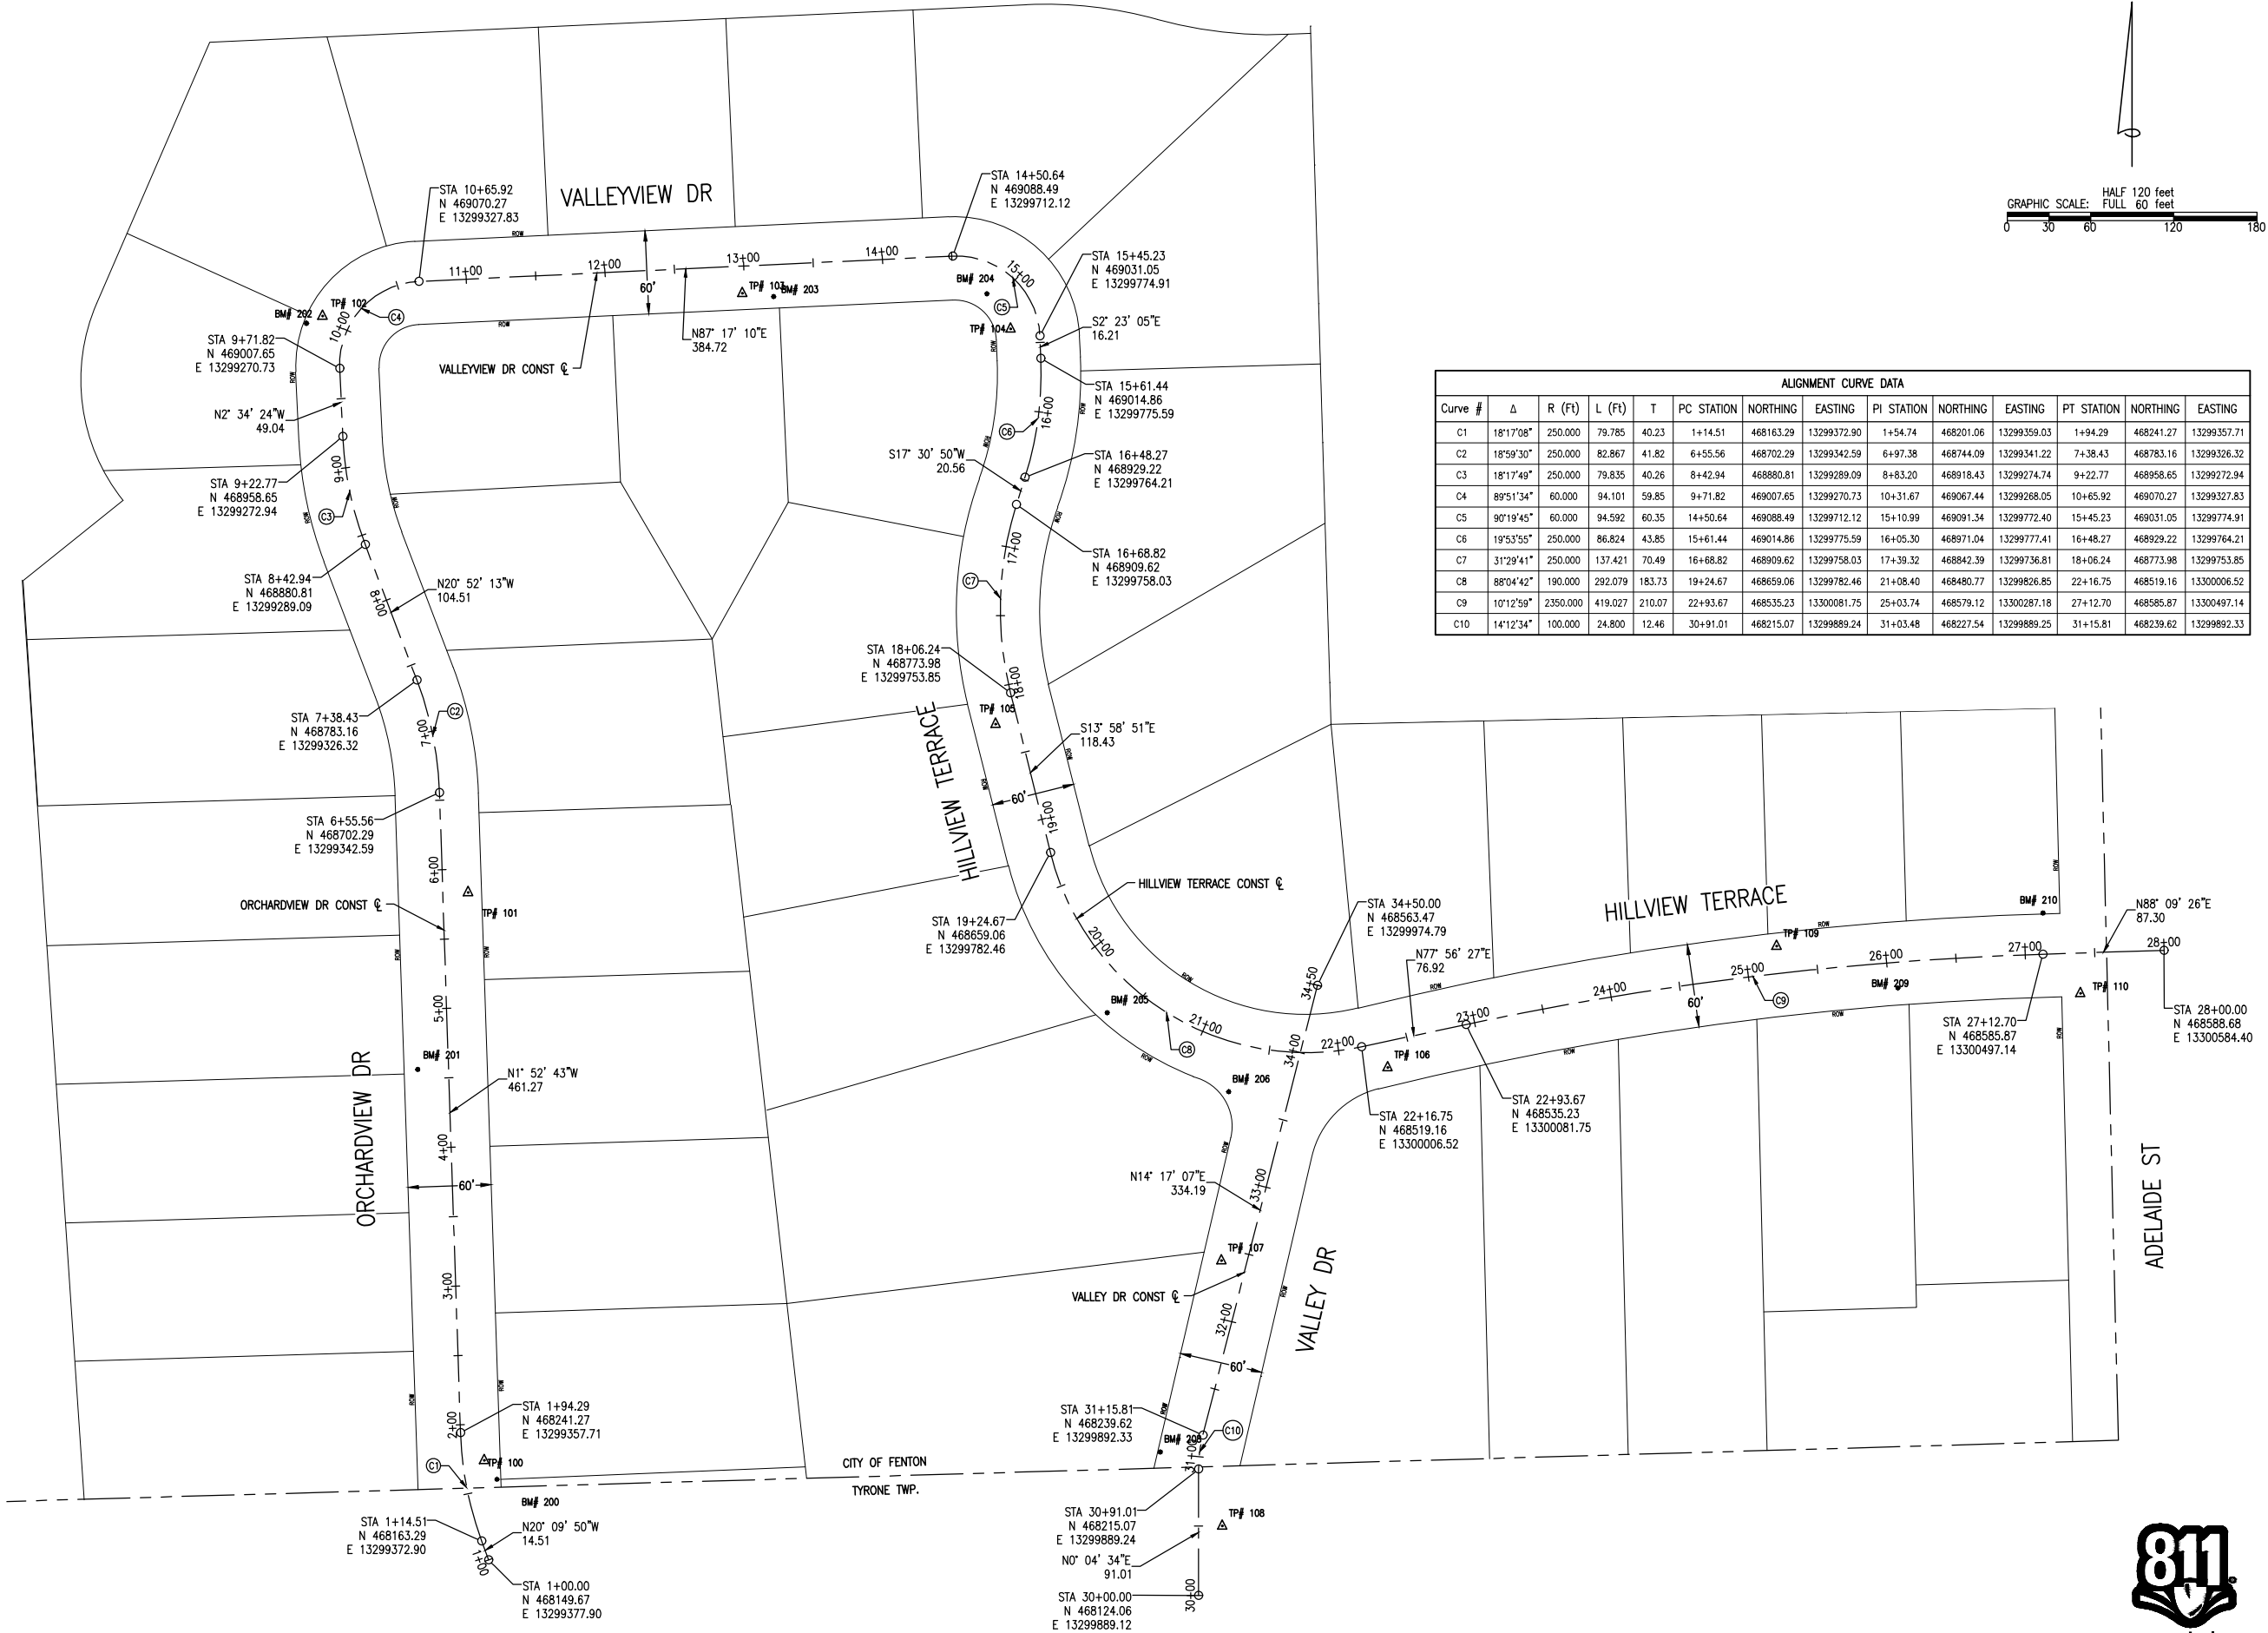 HALF 120 feet
GRAPHIC SCALE: FULL 60 feet
0 30 60 120 180
VALLEYVIEW DR
STA 10+65.92
N 469070.27
E 13299327.83
STA 14+50.64
N 469088.49
E 13299712.12
ROW
11+00
12+00
13+00
14+00
15+00
60'
TP# 103
BM# 203
BM# 204
C5
TP# 104
STA 15+45.23
N 469031.05
E 13299774.91
S2° 23' 05"E
16.21
TP# 102
BM# 202
10+00
C4
STA 9+71.82
N 469007.65
E 13299270.73
ROW
N87° 17' 10"E
384.72
VALLEYVIEW DR CONST ℄
ROW
ROW
ROW
STA 15+61.44
N 469014.86
E 13299775.59
N2° 34' 24"W
49.04
16+00
C6
ROW
STA 9+22.77
N 468958.65
E 13299272.94
9+00
C3
ROW
ROW
S17° 30' 50"W
20.56
STA 16+48.27
N 468929.22
E 13299764.21
17+00
ROW
STA 16+68.82
N 468909.62
E 13299758.03
C7
STA 8+42.94
N 468880.81
E 13299289.09
8+00
N20° 52' 13"W
104.51
ALIGNMENT CURVE DATA
Curve # Δ R (Ft) L (Ft) T PC STATION NORTHING EASTING PI STATION NORTHING EASTING PT STATION NORTHING EASTING
C1 18°17'08" 250.000 79.785 40.23 1+14.51 468163.29 13299372.90 1+54.74 468201.06 13299359.03 1+94.29 468241.27 13299357.71
C2 18°59'30" 250.000 82.867 41.82 6+55.56 468702.29 13299342.59 6+97.38 468744.09 13299341.22 7+38.43 468783.16 13299326.32
C3 18°17'49" 250.000 79.835 40.26 8+42.94 468880.81 13299289.09 8+83.20 468918.43 13299274.74 9+22.77 468958.65 13299272.94
C4 89°51'34" 60.000 94.101 59.85 9+71.82 469007.65 13299270.73 10+31.67 469067.44 13299268.05 10+65.92 469070.27 13299327.83
C5 90°19'45" 60.000 94.592 60.35 14+50.64 469088.49 13299712.12 15+10.99 469091.34 13299772.40 15+45.23 469031.05 13299774.91
C6 19°53'55" 250.000 86.824 43.85 15+61.44 469014.86 13299775.59 16+05.30 468971.04 13299777.41 16+48.27 468929.22 13299764.21
C7 31°29'41" 250.000 137.421 70.49 16+68.82 468909.62 13299758.03 17+39.32 468842.39 13299736.81 18+06.24 468773.98 13299753.85
C8 88°04'42" 190.000 292.079 183.73 19+24.67 468659.06 13299782.46 21+08.40 468480.77 13299826.85 22+16.75 468519.16 13300006.52
C9 10°12'59" 2350.000 419.027 210.07 22+93.67 468535.23 13300081.75 25+03.74 468579.12 13300287.18 27+12.70 468585.87 13300497.14
C10 14°12'34" 100.000 24.800 12.46 30+91.01 468215.07 13299889.24 31+03.48 468227.54 13299889.25 31+15.81 468239.62 13299892.33
STA 18+06.24
N 468773.98
E 13299753.85
18+00
TP# 105
STA 7+38.43
N 468783.16
E 13299326.32
7+00
C2
S13° 58' 51"E
118.43
ROW
ROW
60'
19+00
HILLVIEW TERRACE
STA 6+55.56
N 468702.29
E 13299342.59
6+00
TP# 101
ORCHARDVIEW DR CONST ℄
HILLVIEW TERRACE CONST ℄
STA 19+24.67
N 468659.06
E 13299782.46
20+00
STA 34+50.00
N 468563.47
E 13299974.79
34+50
HILLVIEW TERRACE
BM# 210
ROW
N88° 09' 26"E
87.30
TP# 109
ROW
ROW
ROW
5+00
N77° 56' 27"E
76.92
ROW
ROW
BM# 205
21+00
C8
ROW
34+00
22+00
23+00
24+00
25+00
26+00
27+00
28+00
60'
C9
BM# 209
TP# 110
ROW
ROW
ROW
STA 27+12.70
N 468585.87
E 13300497.14
STA 28+00.00
N 468588.68
E 13300584.40
BM# 201
TP# 106
BM# 206
N1° 52' 43"W
461.27
STA 22+16.75
N 468519.16
E 13300006.52
STA 22+93.67
N 468535.23
E 13300081.75
ORCHARDVIEW DR
4+00
60'
ROW
N14° 17' 07"E
334.19
33+00
ADELAIDE ST
3+00
TP# 107
VALLEY DR CONST ℄
ROW
VALLEY DR
32+00
60'
ROW
ROW
2+00
STA 1+94.29
N 468241.27
E 13299357.71
ROW
STA 31+15.81
N 468239.62
E 13299892.33
BM# 208
C10
31+00
C1
TP# 100
CITY OF FENTON
TYRONE TWP.
BM# 200
STA 1+14.51
N 468163.29
E 13299372.90
N20° 09' 50"W
14.51
1+00
STA 1+00.00
N 468149.67
E 13299377.90
STA 30+91.01
N 468215.07
E 13299889.24
TP# 108
N0° 04' 34"E
91.01
STA 30+00.00
N 468124.06
E 13299889.12
30+00
811